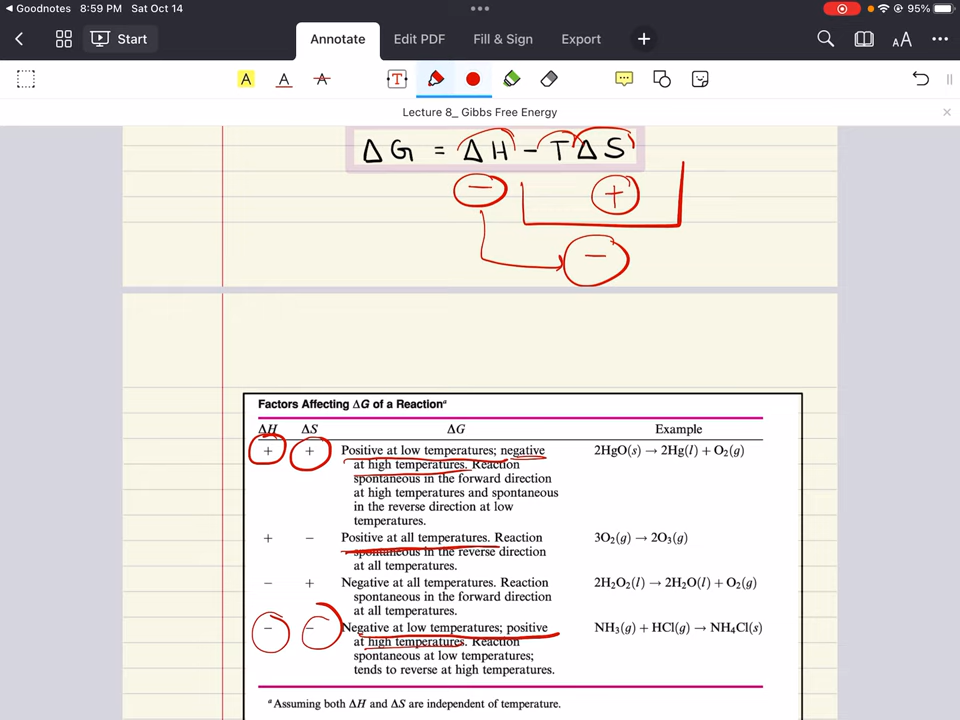 Goodnotes 8:59 PM Sat Oct 14 95%
Start Annotate Edit PDF Fill & Sign Export
A A A T
Lecture 8_ Gibbs Free Energy
ΔG = ΔH − TΔS
− +
−
Factors Affecting ΔG of a Reactionᵃ
ΔH ΔS ΔG Example
+ + Positive at low temperatures; negative 2HgO(s) → 2Hg(l) + O₂(g)
at high temperatures. Reaction
spontaneous in the forward direction
at high temperatures and spontaneous
in the reverse direction at low
temperatures.
+ − Positive at all temperatures. Reaction 3O₂(g) → 2O₃(g)
spontaneous in the reverse direction
at all temperatures.
− + Negative at all temperatures. Reaction 2H₂O₂(l) → 2H₂O(l) + O₂(g)
spontaneous in the forward direction
at all temperatures.
− − Negative at low temperatures; positive NH₃(g) + HCl(g) → NH₄Cl(s)
at high temperatures. Reaction
spontaneous at low temperatures;
tends to reverse at high temperatures.
ᵃAssuming both ΔH and ΔS are independent of temperature.